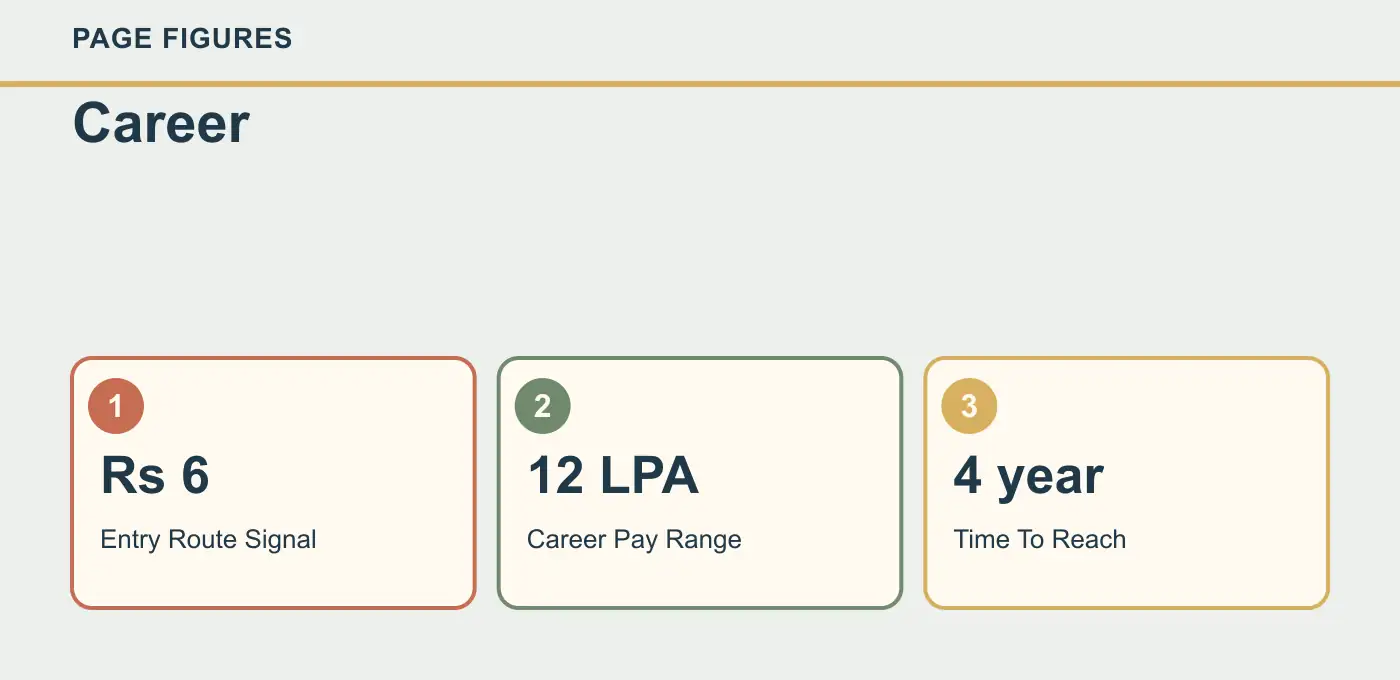 PAGE FIGURES
Career
1
Rs 6
Entry Route Signal
2
12 LPA
Career Pay Range
3
4 year
Time To Reach